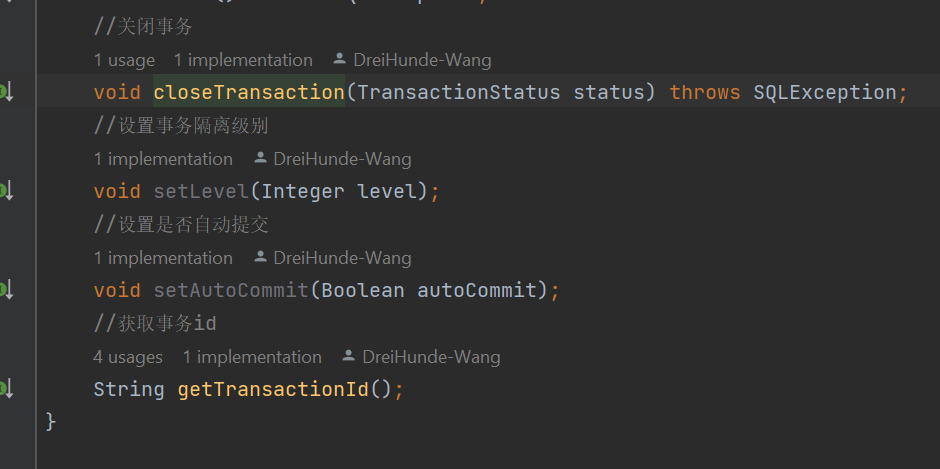 //关闭事务
1 usage 1 implementation DreiHunde-Wang
void closeTransaction(TransactionStatus status) throws SQLException;
//设置事务隔离级别
1 implementation DreiHunde-Wang
void setLevel(Integer level);
//设置是否自动提交
1 implementation DreiHunde-Wang
void setAutoCommit(Boolean autoCommit);
//获取事务id
4 usages 1 implementation DreiHunde-Wang
String getTransactionId();
}